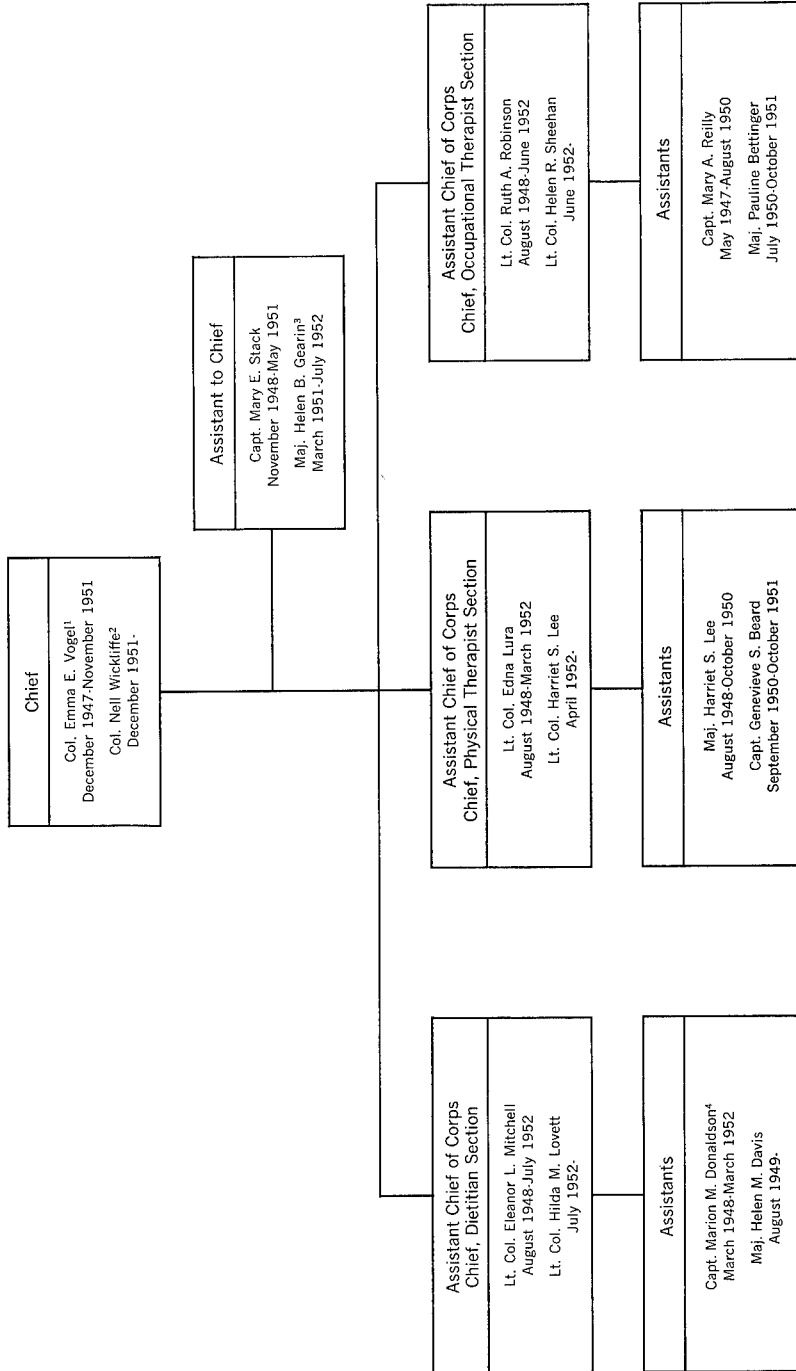 Chief
Col. Emma E. Vogel¹
December 1947-November 1951
Col. Nell Wickliffe²
December 1951-
Assistant to Chief
Capt. Mary E. Stack
November 1948-May 1951
Maj. Helen B. Gearin³
March 1951-July 1952
Assistant Chief of Corps
Chief, Dietitian Section
Lt. Col. Eleanor L. Mitchell
August 1948-July 1952
Lt. Col. Hilda M. Lovett
July 1952-
Assistant Chief of Corps
Chief, Physical Therapist Section
Lt. Col. Edna Lura
August 1948-March 1952
Lt. Col. Harriet S. Lee
April 1952-
Assistant Chief of Corps
Chief, Occupational Therapist Section
Lt. Col. Ruth A. Robinson
August 1948-June 1952
Lt. Col. Helen R. Sheehan
June 1952-
Assistants
Capt. Marion M. Donaldson⁴
March 1948-March 1952
Maj. Helen M. Davis
August 1949-
Assistants
Maj. Harriet S. Lee
August 1948-October 1950
Capt. Genevieve S. Beard
September 1950-October 1951
Assistants
Capt. Mary A. Reilly
May 1947-August 1950
Maj. Pauline Bettinger
July 1950-October 1951